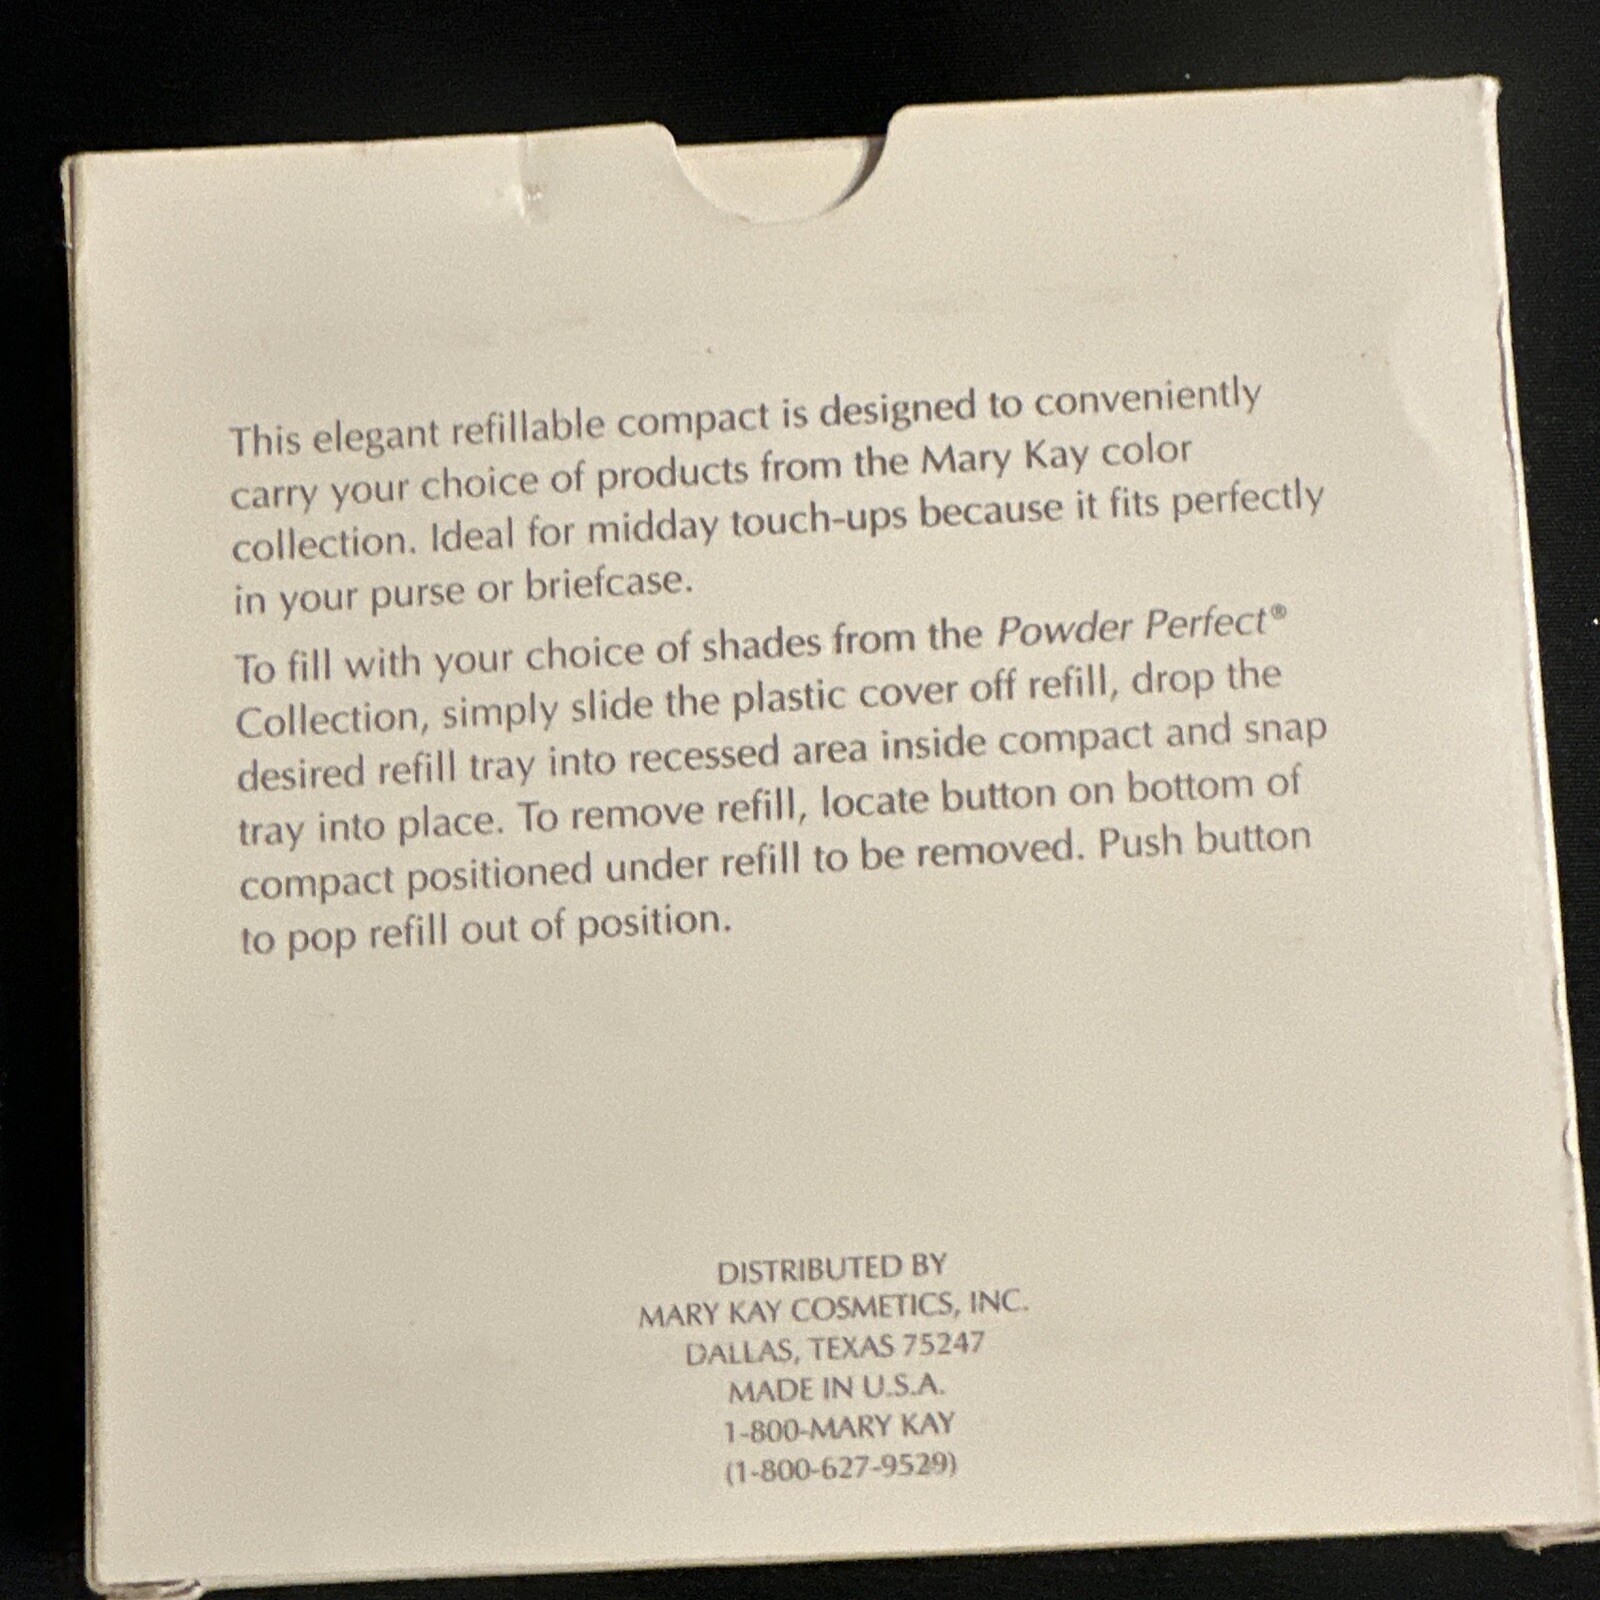 This elegant refillable compact is designed to conveniently
carry your choice of products from the Mary Kay color
collection. Ideal for midday touch-ups because it fits perfectly
in your purse or briefcase.
To fill with your choice of shades from the Powder Perfect®
Collection, simply slide the plastic cover off refill, drop the
desired refill tray into recessed area inside compact and snap
tray into place. To remove refill, locate button on bottom of
compact positioned under refill to be removed. Push button
to pop refill out of position.
DISTRIBUTED BY
MARY KAY COSMETICS, INC.
DALLAS, TEXAS 75247
MADE IN U.S.A.
1-800-MARY KAY
(1-800-627-9529)